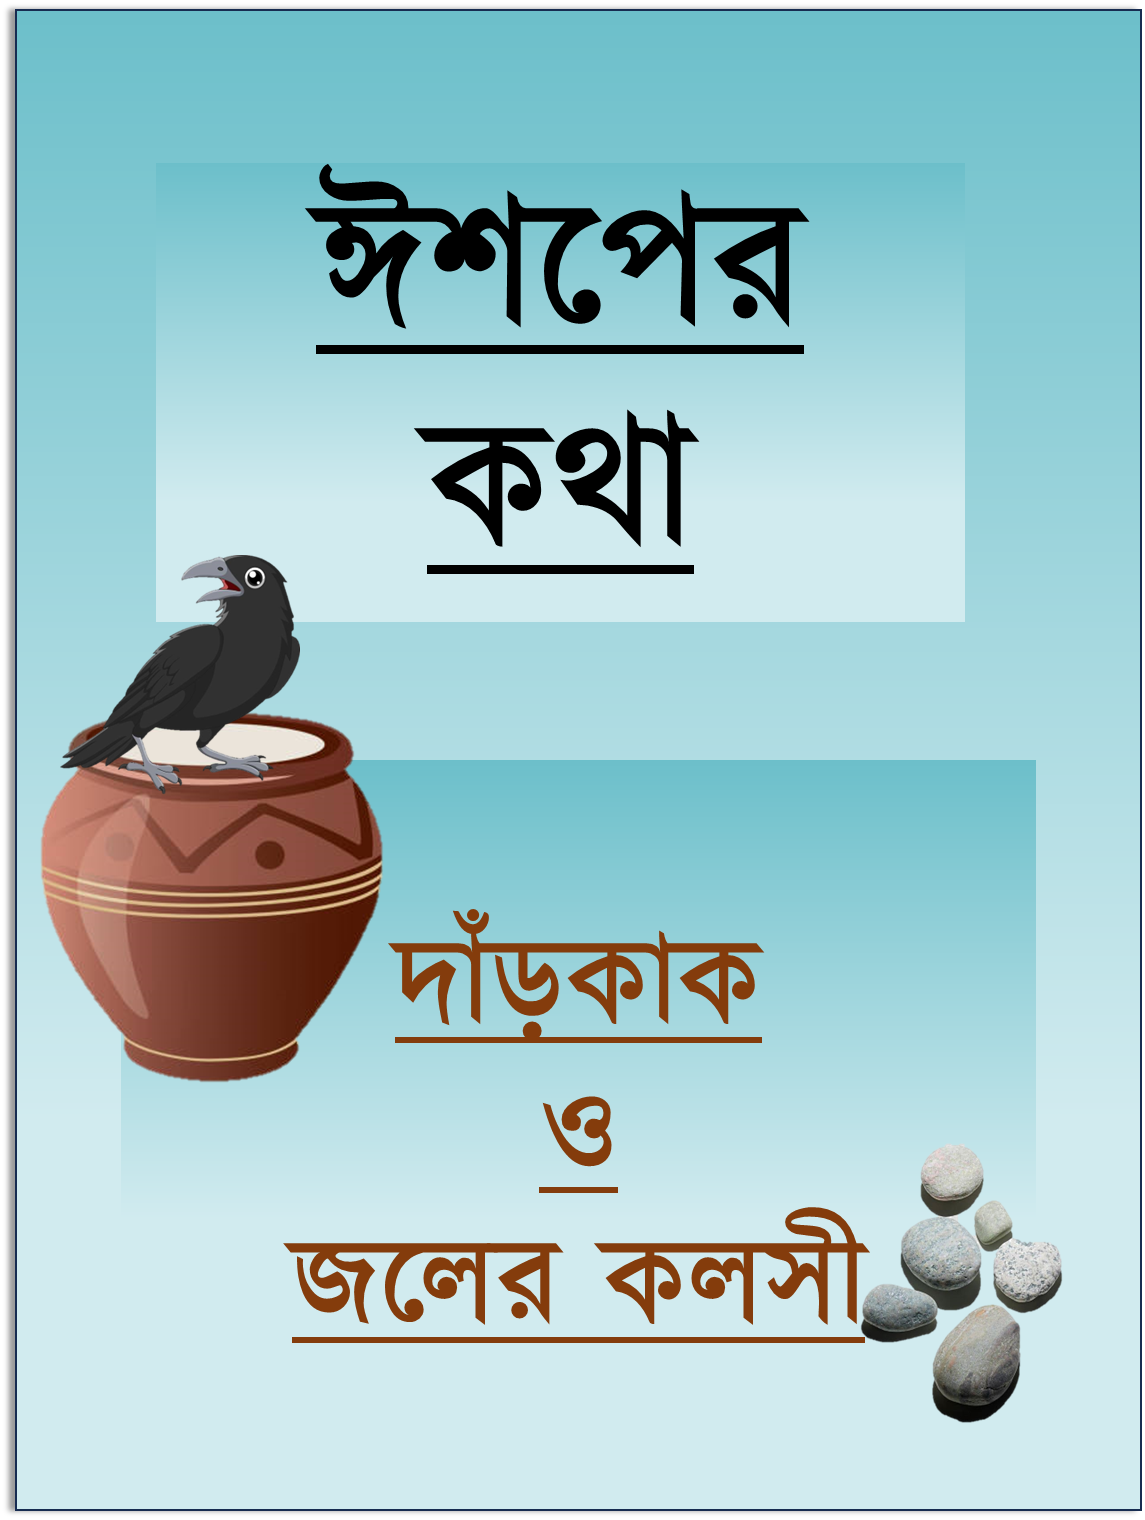 ঈশপের
কথা
দাঁড়কাক
ও
জলের কলসী